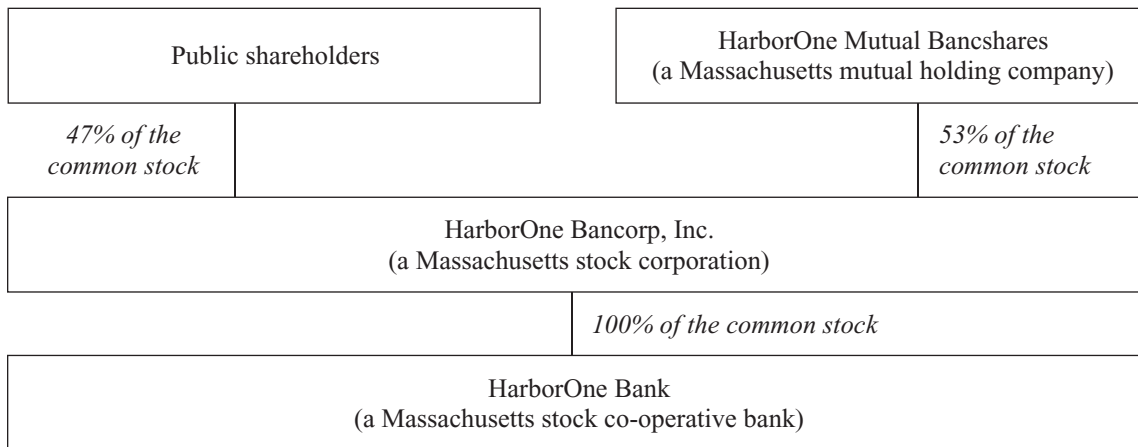 Public shareholders
HarborOne Mutual Bancshares
(a Massachusetts mutual holding company)
47% of the
common stock
53% of the
common stock
HarborOne Bancorp, Inc.
(a Massachusetts stock corporation)
100% of the common stock
HarborOne Bank
(a Massachusetts stock co-operative bank)